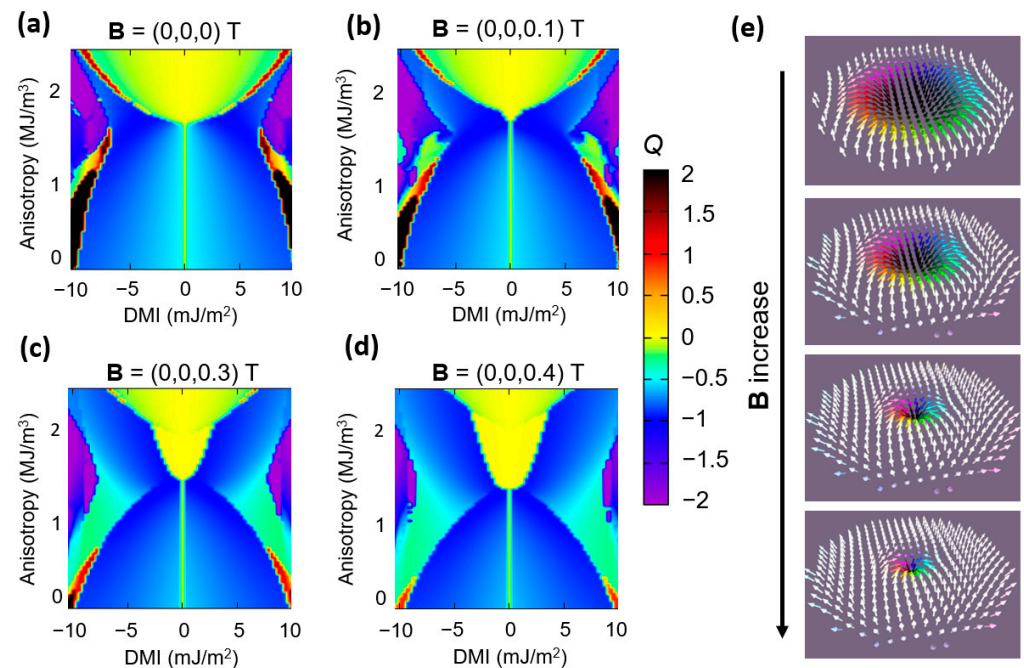 (a)
B = (0,0,0) T
Anisotropy (MJ/m³)
2
1
0
−10 −5 0 5 10
DMI (mJ/m²)
(b)
B = (0,0,0.1) T
Anisotropy (MJ/m³)
2
1
0
−10 −5 0 5 10
DMI (mJ/m²)
(c)
B = (0,0,0.3) T
Anisotropy (MJ/m³)
2
1
0
−10 −5 0 5 10
DMI (mJ/m²)
(d)
B = (0,0,0.4) T
Anisotropy (MJ/m³)
2
1
0
−10 −5 0 5 10
DMI (mJ/m²)
Q
2
1.5
1
0.5
0
−0.5
−1
−1.5
−2
(e)
B increase